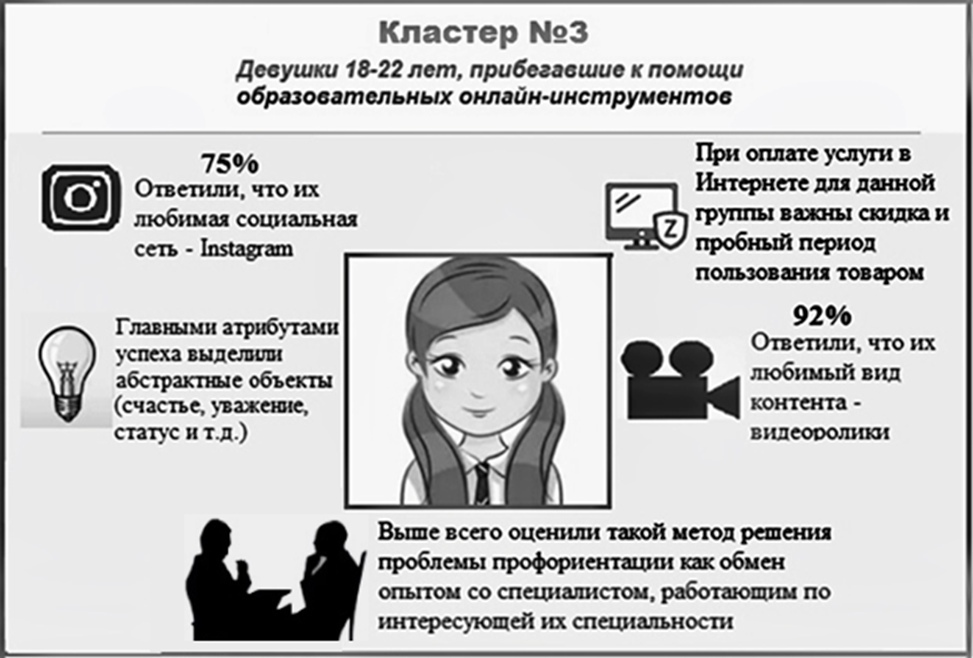 Кластер №3
Девушки 18-22 лет, прибегавшие к помощи
образовательных онлайн-инструментов
75%
Ответили, что их
любимая социальная
сеть - Instagram
При оплате услуги в
Интернете для данной
группы важны скидка и
пробный период
пользования товаром
Z
Главными атрибутами
успеха выделили
абстрактные объекты
(счастье, уважение,
статус и т.д.)
92%
Ответили, что их
любимый вид
контента -
видеоролики
Выше всего оценили такой метод решения
проблемы профориентации как обмен
опытом со специалистом, работающим по
интересующей их специальности